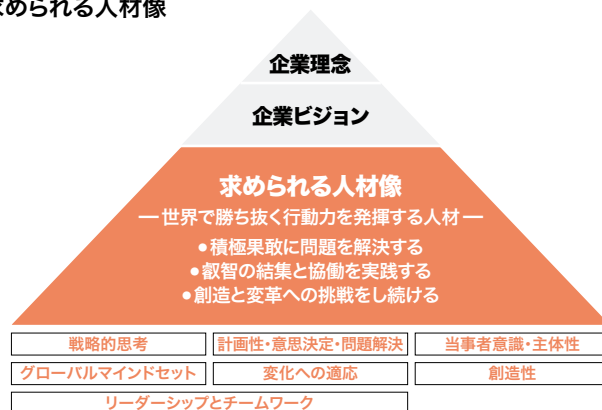 求められる人材像
企業理念
企業ビジョン
求められる人材像
―世界で勝ち抜く行動力を発揮する人材―
●積極果敢に問題を解決する
●叡智の結集と協働を実践する
●創造と変革への挑戦をし続ける
戦略的思考 計画性・意思決定・問題解決 当事者意識・主体性
グローバルマインドセット 変化への適応 創造性
リーダーシップとチームワーク